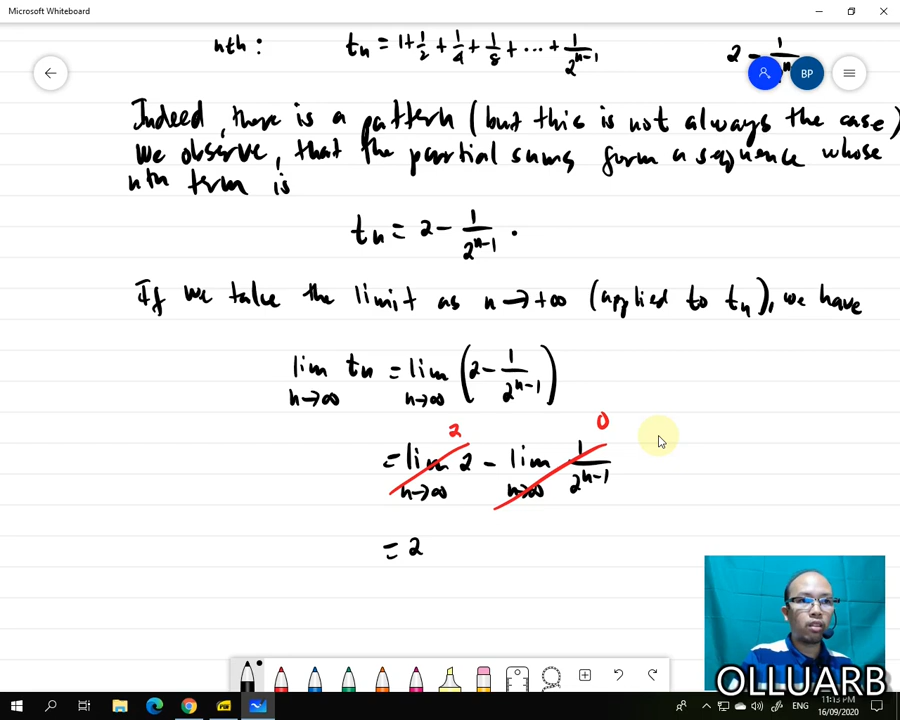 Microsoft Whiteboard
nth: tₙ = 1 + 1/2 + 1/4 + 1/8 + ... + 1/2^(n-1)
BP
Indeed, there is a pattern (but this is not always the case)
We observe, that the partial sums form a sequence whose
nth term is
tₙ = 2 - 1/2^(n-1) .
If we take the limit as n → +∞ (applied to tₙ), we have
lim n→∞ tₙ = lim n→∞ (2 - 1/2^(n-1))
2 0
= lim n→∞ 2 - lim n→∞ 1/2^(n-1)
= 2
OLLUARB
ENG
11:13 PM
16/09/2020